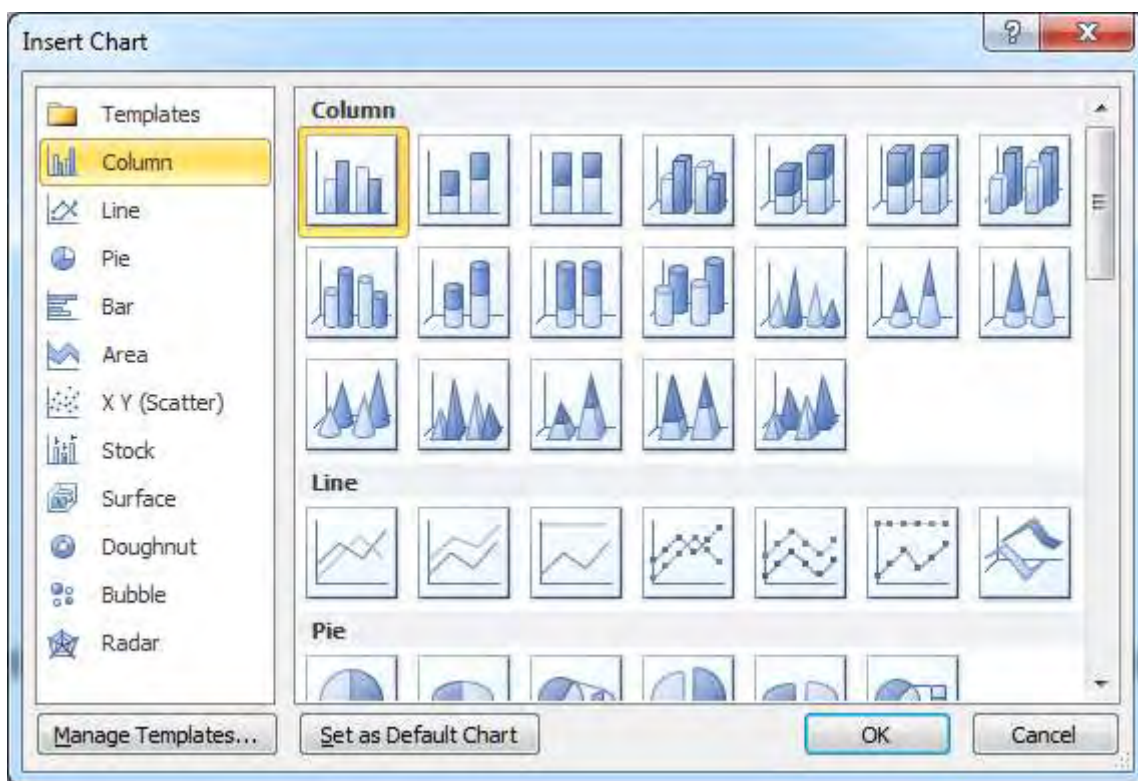 Insert Chart
Templates
Column
Line
Pie
Bar
Area
X Y (Scatter)
Stock
Surface
Doughnut
Bubble
Radar
Column
Line
Pie
Manage Templates...
Set as Default Chart
OK
Cancel